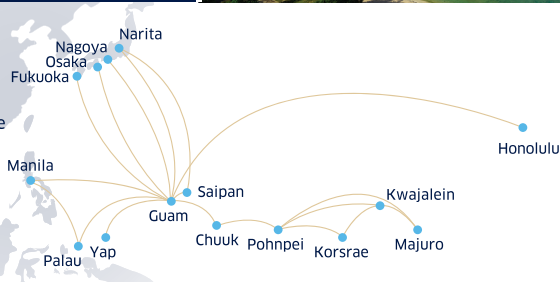 Narita
Nagoya
Osaka
Fukuoka
e
Honolulu
Manila
Saipan
Kwajalein
Guam
Chuuk
Pohnpei
Korsrae
Majuro
Palau
Yap